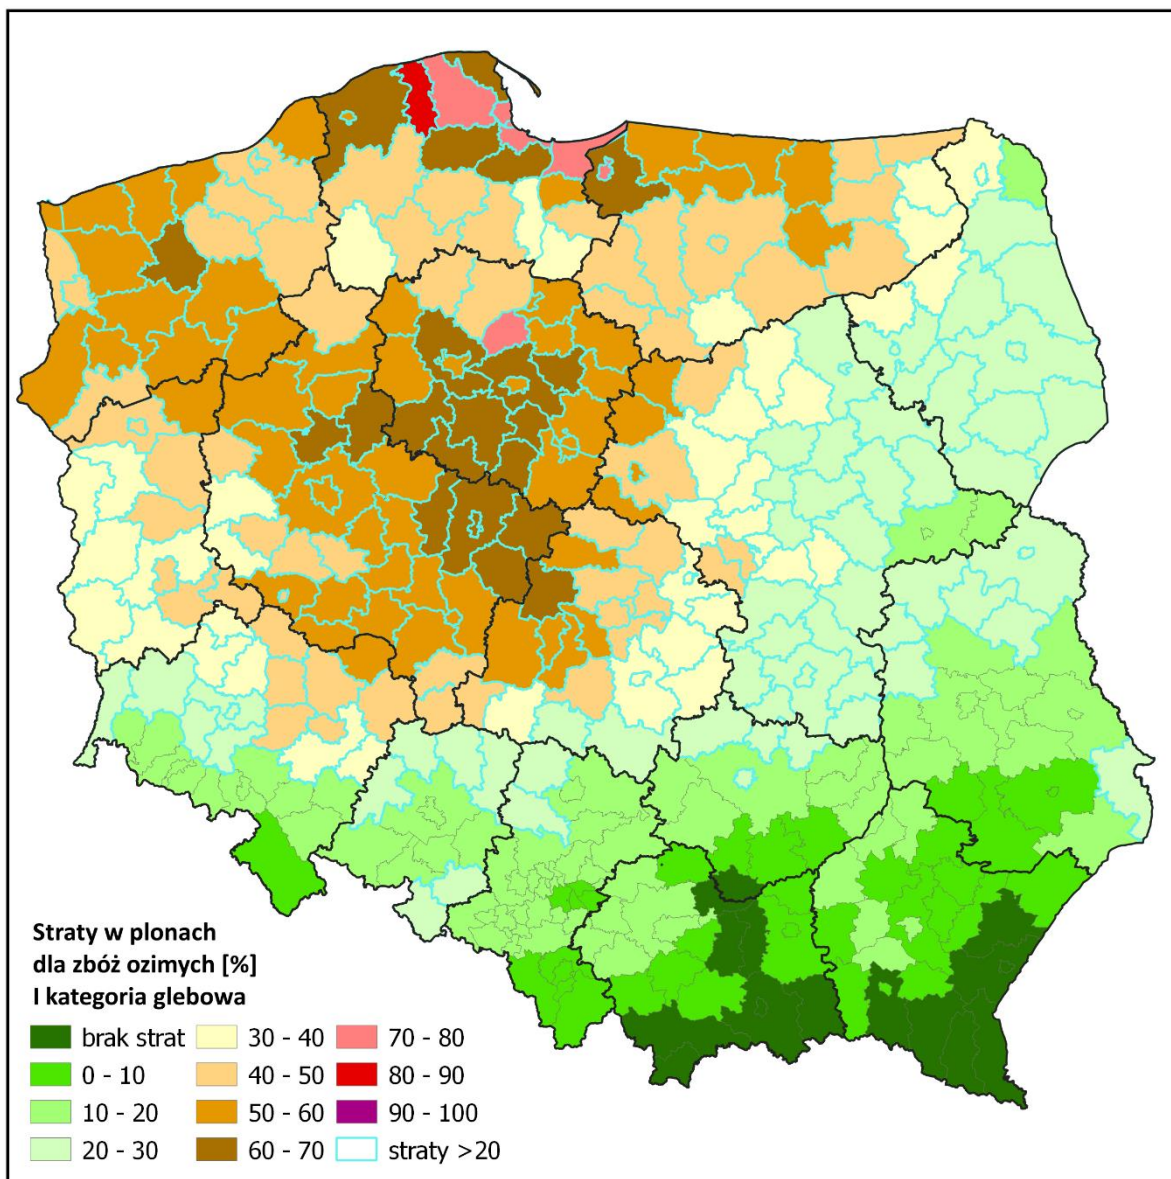 Straty w plonach
dla zbóż ozimych [%]
I kategoria glebowa
brak strat
0 - 10
10 - 20
20 - 30
30 - 40
40 - 50
50 - 60
60 - 70
70 - 80
80 - 90
90 - 100
straty >20